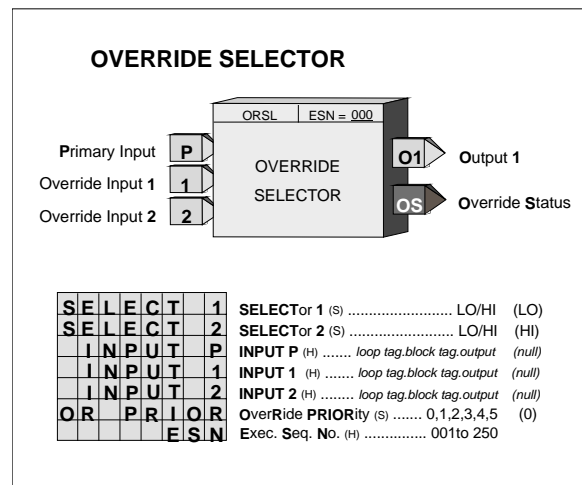 OVERRIDE SELECTOR
ORSL ESN = 000
Primary Input P
Override Input 1 1
Override Input 2 2
OVERRIDE
SELECTOR
O1 Output 1
OS Override Status
SELECT 1 SELECTor 1 (S) ........................ LO/HI (LO)
SELECT 2 SELECTor 2 (S) ........................ LO/HI (HI)
INPUT P INPUT P (H) ....... loop tag.block tag.output (null)
INPUT 1 INPUT 1 (H) ....... loop tag.block tag.output (null)
INPUT 2 INPUT 2 (H) ....... loop tag.block tag.output (null)
OR PRIOR OverRide PRIORity (S) ....... 0,1,2,3,4,5 (0)
ESN Exec. Seq. No. (H) ............... 001to 250